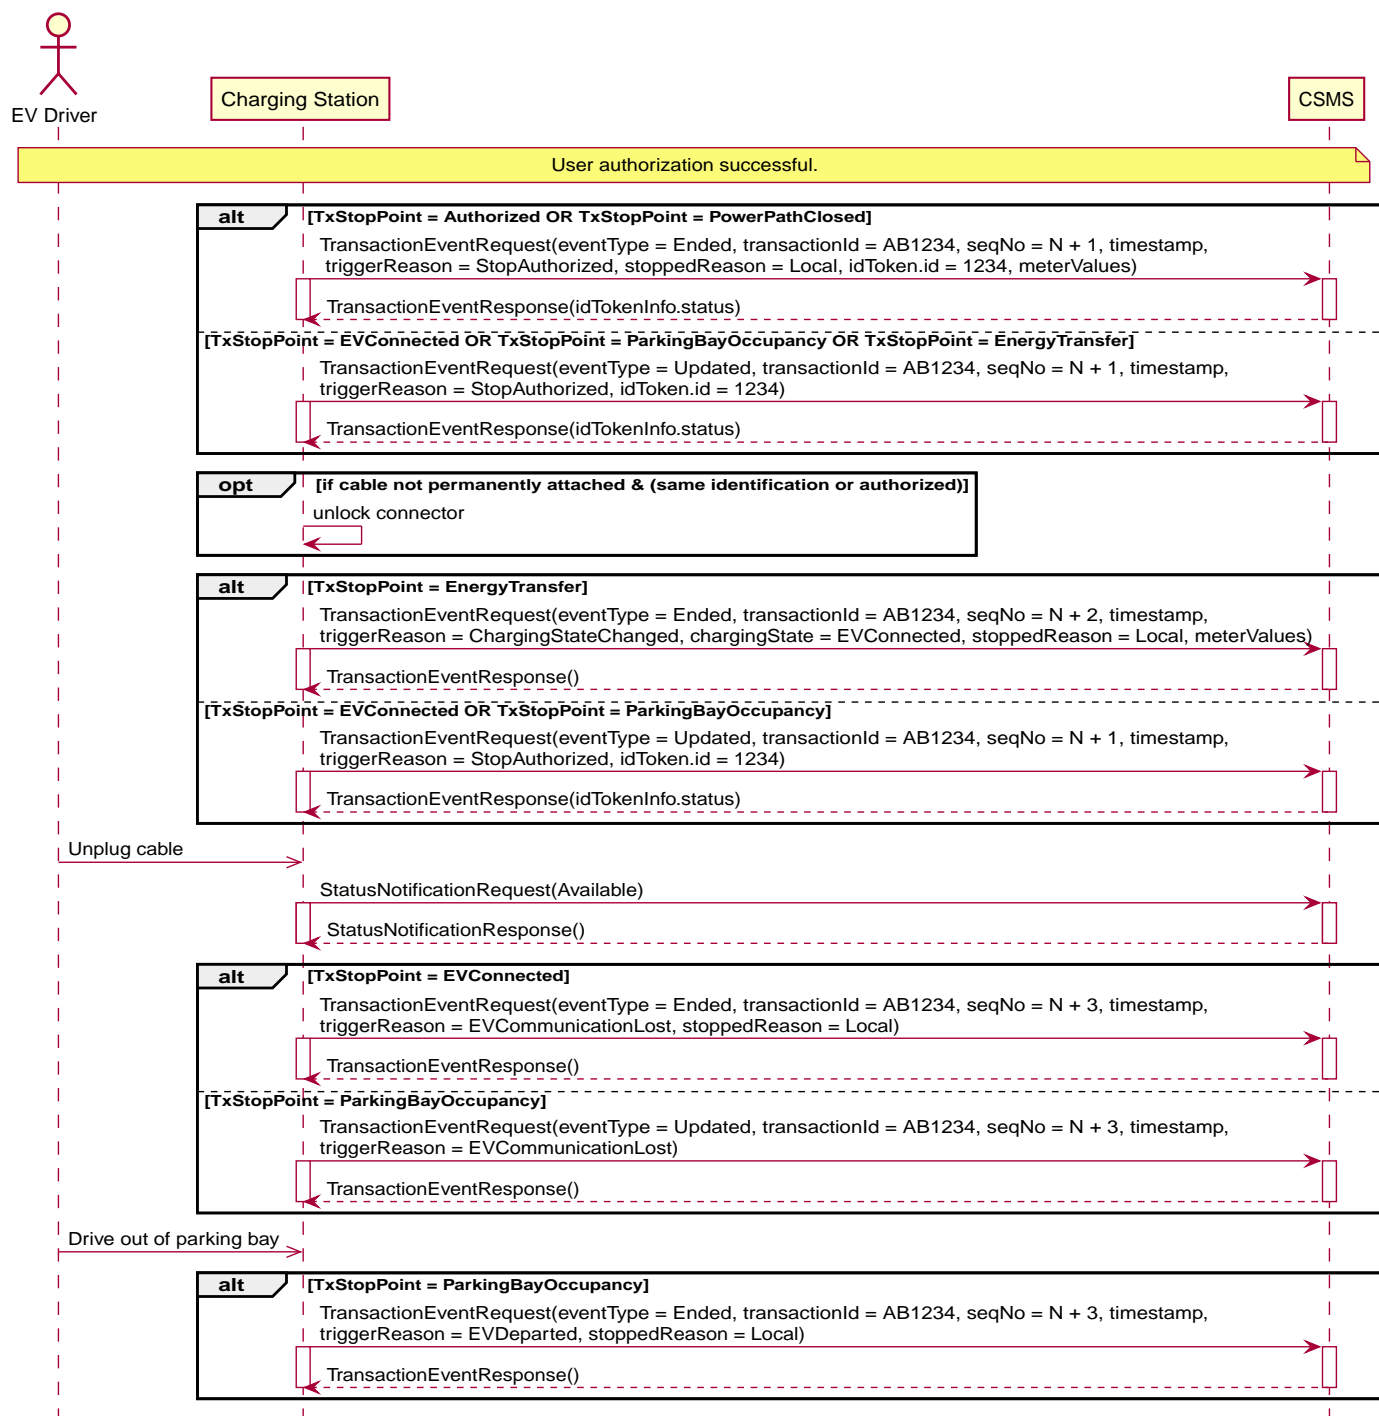 EV Driver
Charging Station
CSMS
User authorization successful.
alt
[TxStopPoint = Authorized OR TxStopPoint = PowerPathClosed]
TransactionEventRequest(eventType = Ended, transactionId = AB1234, seqNo = N + 1, timestamp,
triggerReason = StopAuthorized, stoppedReason = Local, idToken.id = 1234, meterValues)
TransactionEventResponse(idTokenInfo.status)
[TxStopPoint = EVConnected OR TxStopPoint = ParkingBayOccupancy OR TxStopPoint = EnergyTransfer]
TransactionEventRequest(eventType = Updated, transactionId = AB1234, seqNo = N + 1, timestamp,
triggerReason = StopAuthorized, idToken.id = 1234)
TransactionEventResponse(idTokenInfo.status)
opt
[if cable not permanently attached & (same identification or authorized)]
unlock connector
alt
[TxStopPoint = EnergyTransfer]
TransactionEventRequest(eventType = Ended, transactionId = AB1234, seqNo = N + 2, timestamp,
triggerReason = ChargingStateChanged, chargingState = EVConnected, stoppedReason = Local, meterValues)
TransactionEventResponse()
[TxStopPoint = EVConnected OR TxStopPoint = ParkingBayOccupancy]
TransactionEventRequest(eventType = Updated, transactionId = AB1234, seqNo = N + 1, timestamp,
triggerReason = StopAuthorized, idToken.id = 1234)
TransactionEventResponse(idTokenInfo.status)
Unplug cable
StatusNotificationRequest(Available)
StatusNotificationResponse()
alt
[TxStopPoint = EVConnected]
TransactionEventRequest(eventType = Ended, transactionId = AB1234, seqNo = N + 3, timestamp,
triggerReason = EVCommunicationLost, stoppedReason = Local)
TransactionEventResponse()
[TxStopPoint = ParkingBayOccupancy]
TransactionEventRequest(eventType = Updated, transactionId = AB1234, seqNo = N + 3, timestamp,
triggerReason = EVCommunicationLost)
TransactionEventResponse()
Drive out of parking bay
alt
[TxStopPoint = ParkingBayOccupancy]
TransactionEventRequest(eventType = Ended, transactionId = AB1234, seqNo = N + 3, timestamp,
triggerReason = EVDeparted, stoppedReason = Local)
TransactionEventResponse()